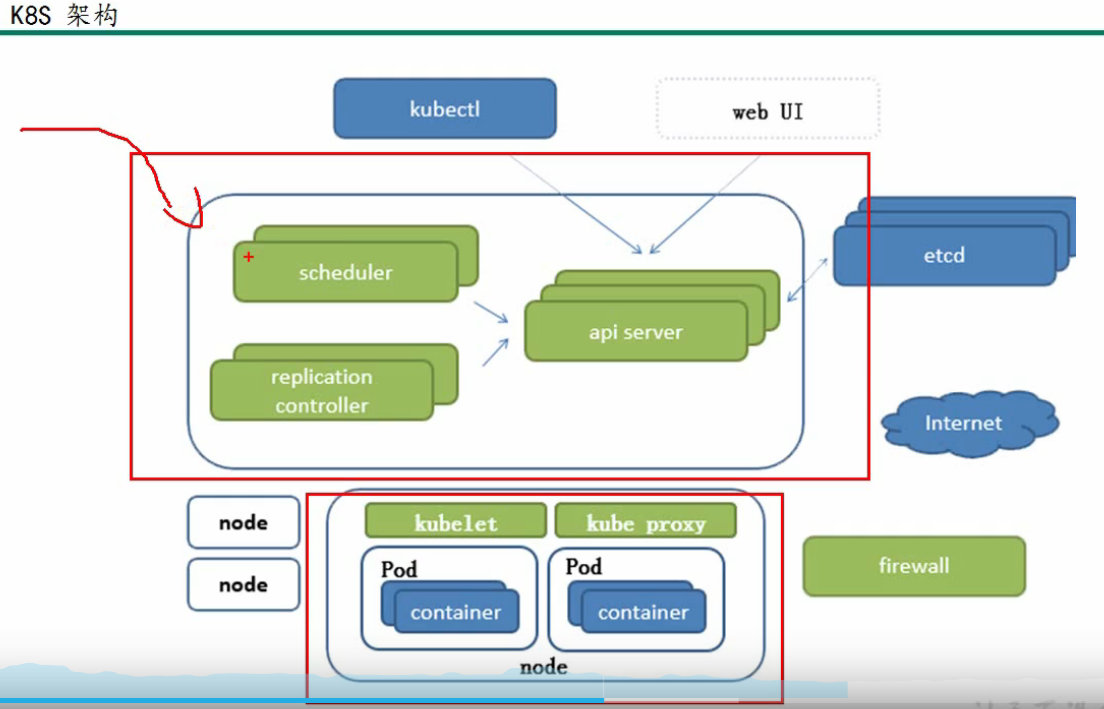 K8S 架构
kubectl
web UI
scheduler
etcd
api server
replication
controller
Internet
node
node
kubelet
kube proxy
Pod
container
Pod
container
node
firewall